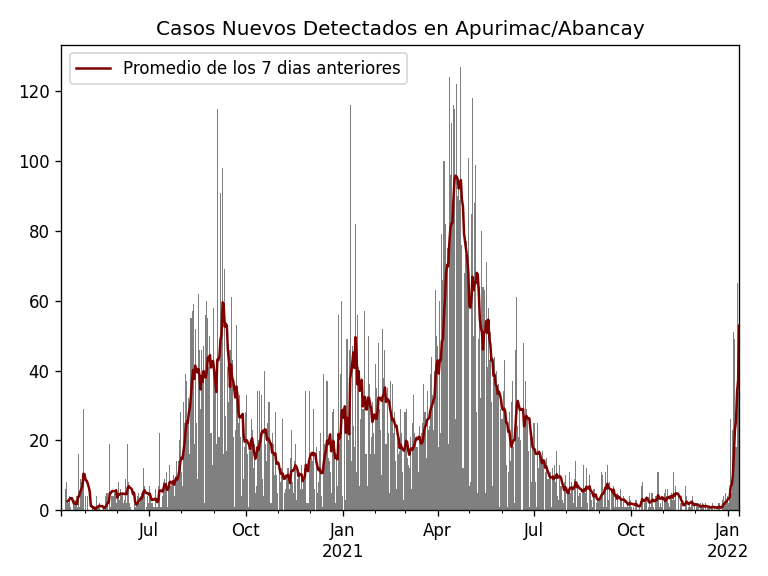 Casos Nuevos Detectados en Apurimac/Abancay
Promedio de los 7 dias anteriores
120
100
80
60
40
20
0
Jul
Oct
Jan
2021
Apr
Jul
Oct
Jan
2022